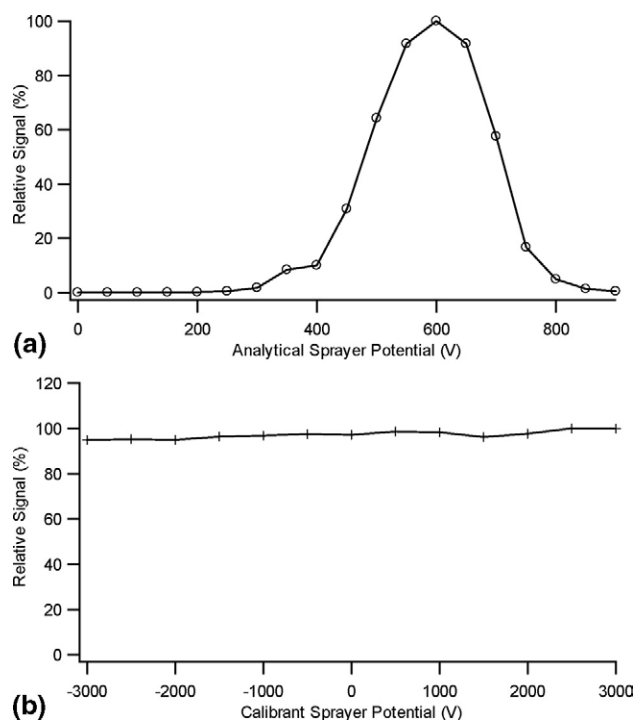 100
80
60
40
20
0
Relative Signal (%)
0 200 400 600 800
Analytical Sprayer Potential (V)
(a)
120
100
80
60
40
20
0
Relative Signal (%)
-3000 -2000 -1000 0 1000 2000 3000
Calibrant Sprayer Potential (V)
(b)